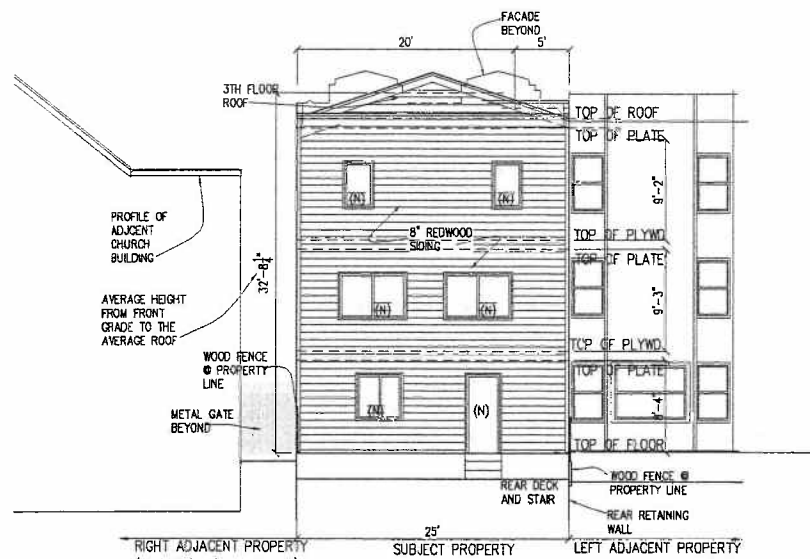 FACADE
BEYOND
20'
5'
3TH FLOOR
ROOF
TOP OF ROOF
TOP OF PLATE
9'-2"
(N)
(N)
PROFILE OF
ADJCENT
CHURCH
BUILDING
8" REDWOOD
SIDING
TOP OF PLYWD.
TOP OF PLATE
32'-8¼"
AVERAGE HEIGHT
FROM FRONT
GRADE TO THE
AVERAGE ROOF
(N)
(N)
9'-3"
TOP OF PLYWD.
WOOD FENCE
@ PROPERTY
LINE
TOP OF PLATE
METAL GATE
BEYOND
(N)
(N)
8'-4"
TOP OF FLOOR
REAR DECK
AND STAIR
WOOD FENCE @
PROPERTY LINE
REAR RETAINING
WALL
25'
RIGHT ADJACENT PROPERTY
SUBJECT PROPERTY
LEFT ADJACENT PROPERTY